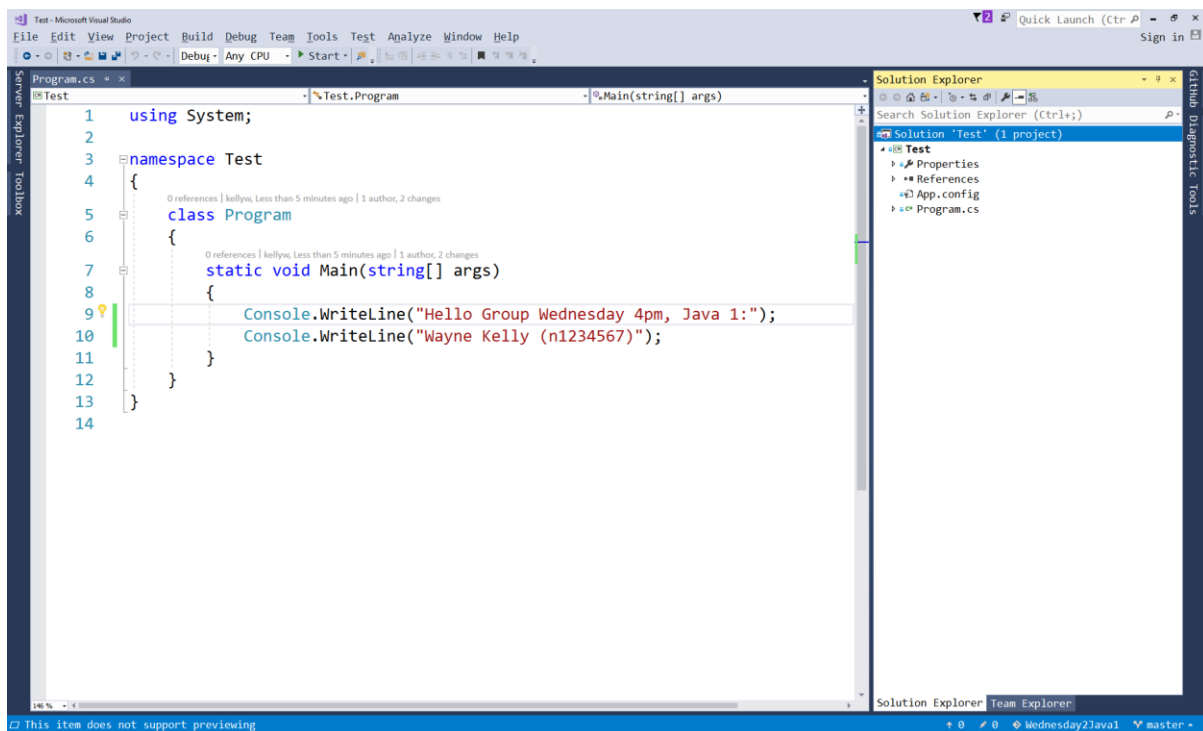 Test - Microsoft Visual Studio
2
Quick Launch (Ctr
File Edit View Project Build Debug Team Tools Test Analyze Window Help
Sign in
Debug Any CPU Start
Server Explorer
Toolbox
Program.cs
Test
Test.Program
Main(string[] args)
1 using System;
2
3 namespace Test
4 {
0 references | kellyw, Less than 5 minutes ago | 1 author, 2 changes
5 class Program
6 {
0 references | kellyw, Less than 5 minutes ago | 1 author, 2 changes
7 static void Main(string[] args)
8 {
9 Console.WriteLine("Hello Group Wednesday 4pm, Java 1:");
10 Console.WriteLine("Wayne Kelly (n1234567)");
11 }
12 }
13 }
14
146 %
Solution Explorer
Search Solution Explorer (Ctrl+;)
Solution 'Test' (1 project)
Test
Properties
References
App.config
Program.cs
Solution Explorer Team Explorer
GitHub
Diagnostic Tools
This item does not support previewing
0 0 Wednesday2Java1 master